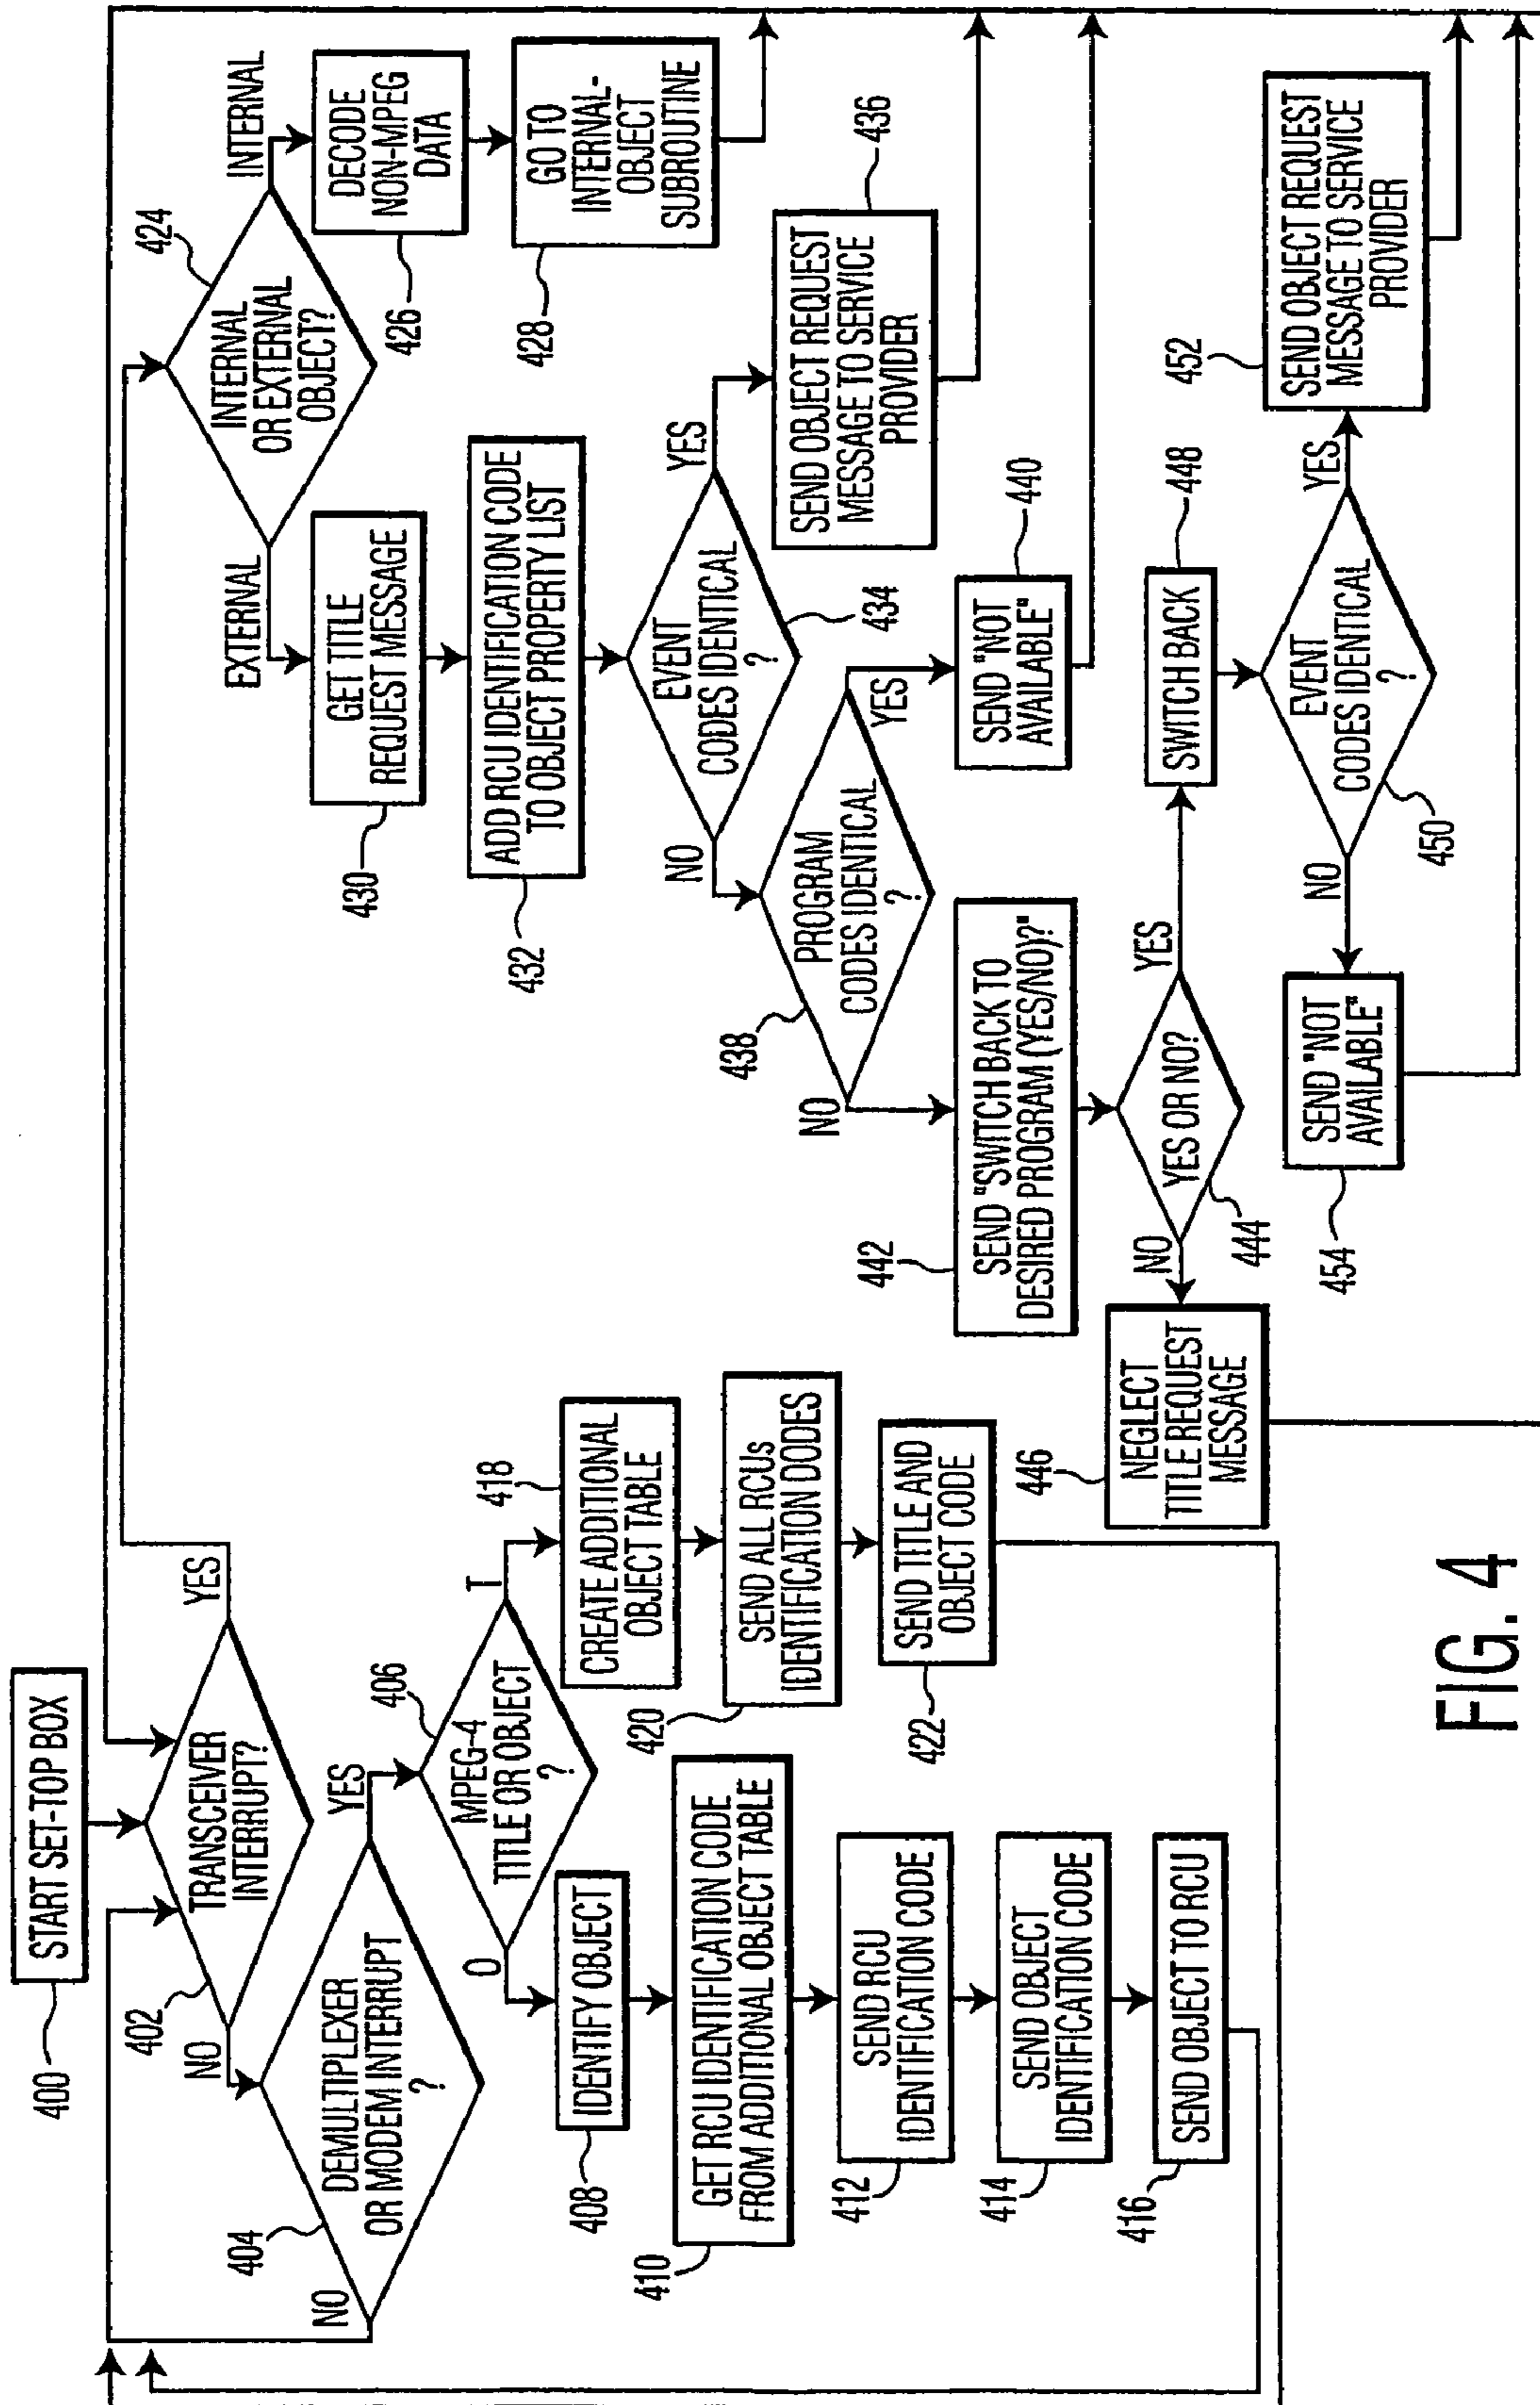 START SET-TOP BOX
400
TRANSCEIVER
INTERRUPT?
402
YES
NO
DEMULTIPLEXER
OR MODEM INTERRUPT
?
404
NO
YES
MPEG-4
TITLE OR OBJECT
?
406
O
T
IDENTIFY OBJECT
408
GET RCU IDENTIFICATION CODE
FROM ADDITIONAL OBJECT TABLE
410
SEND RCU
IDENTIFICATION CODE
412
SEND OBJECT
IDENTIFICATION CODE
414
SEND OBJECT TO RCU
416
CREATE ADDITIONAL
OBJECT TABLE
418
SEND ALL RCUs
IDENTIFICATION DODES
420
SEND TITLE AND
OBJECT CODE
422
INTERNAL
OR EXTERNAL
OBJECT?
424
INTERNAL
DECODE
NON-MPEG
DATA
426
GO TO
INTERNAL-
OBJECT
SUBROUTINE
428
EXTERNAL
GET TITLE
REQUEST MESSAGE
430
ADD RCU IDENTIFICATION CODE
TO OBJECT PROPERTY LIST
432
EVENT
CODES IDENTICAL
?
434
YES
NO
SEND OBJECT REQUEST
MESSAGE TO SERVICE
PROVIDER
436
PROGRAM
CODES IDENTICAL
?
438
YES
NO
SEND "NOT
AVAILABLE"
440
SEND "SWITCH BACK TO
DESIRED PROGRAM (YES/NO)?"
442
YES OR NO?
444
NO
YES
NEGLECT
TITLE REQUEST
MESSAGE
446
SWITCH BACK
448
EVENT
CODES IDENTICAL
?
450
YES
NO
SEND OBJECT REQUEST
MESSAGE TO SERVICE
PROVIDER
452
SEND "NOT
AVAILABLE"
454
FIG. 4